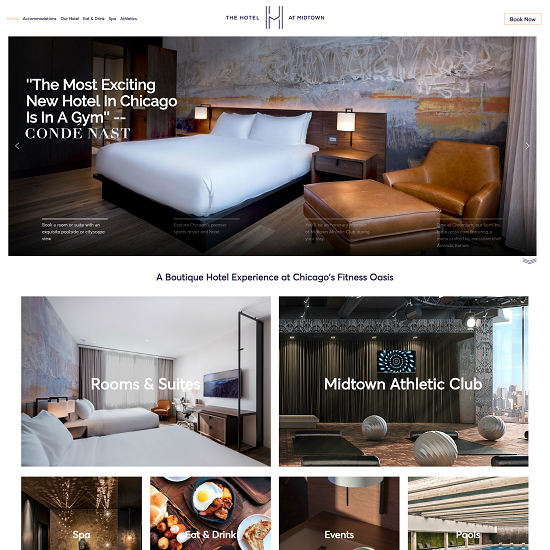 Home Accommodations Our Hotel Eat & Drink Spa Athletics
THE HOTEL AT MIDTOWN
Book Now
"The Most Exciting
New Hotel In Chicago
Is In A Gym" --
CONDE NAST
Book a room or suite with an
exquisite poolside or cityscape
view
Explore Chicago's premier
sports resort and hotel.
A Boutique Hotel Experience at Chicago's Fitness Oasis
Rooms & Suites
Midtown Athletic Club
Spa
Eat & Drink
Events
Pools